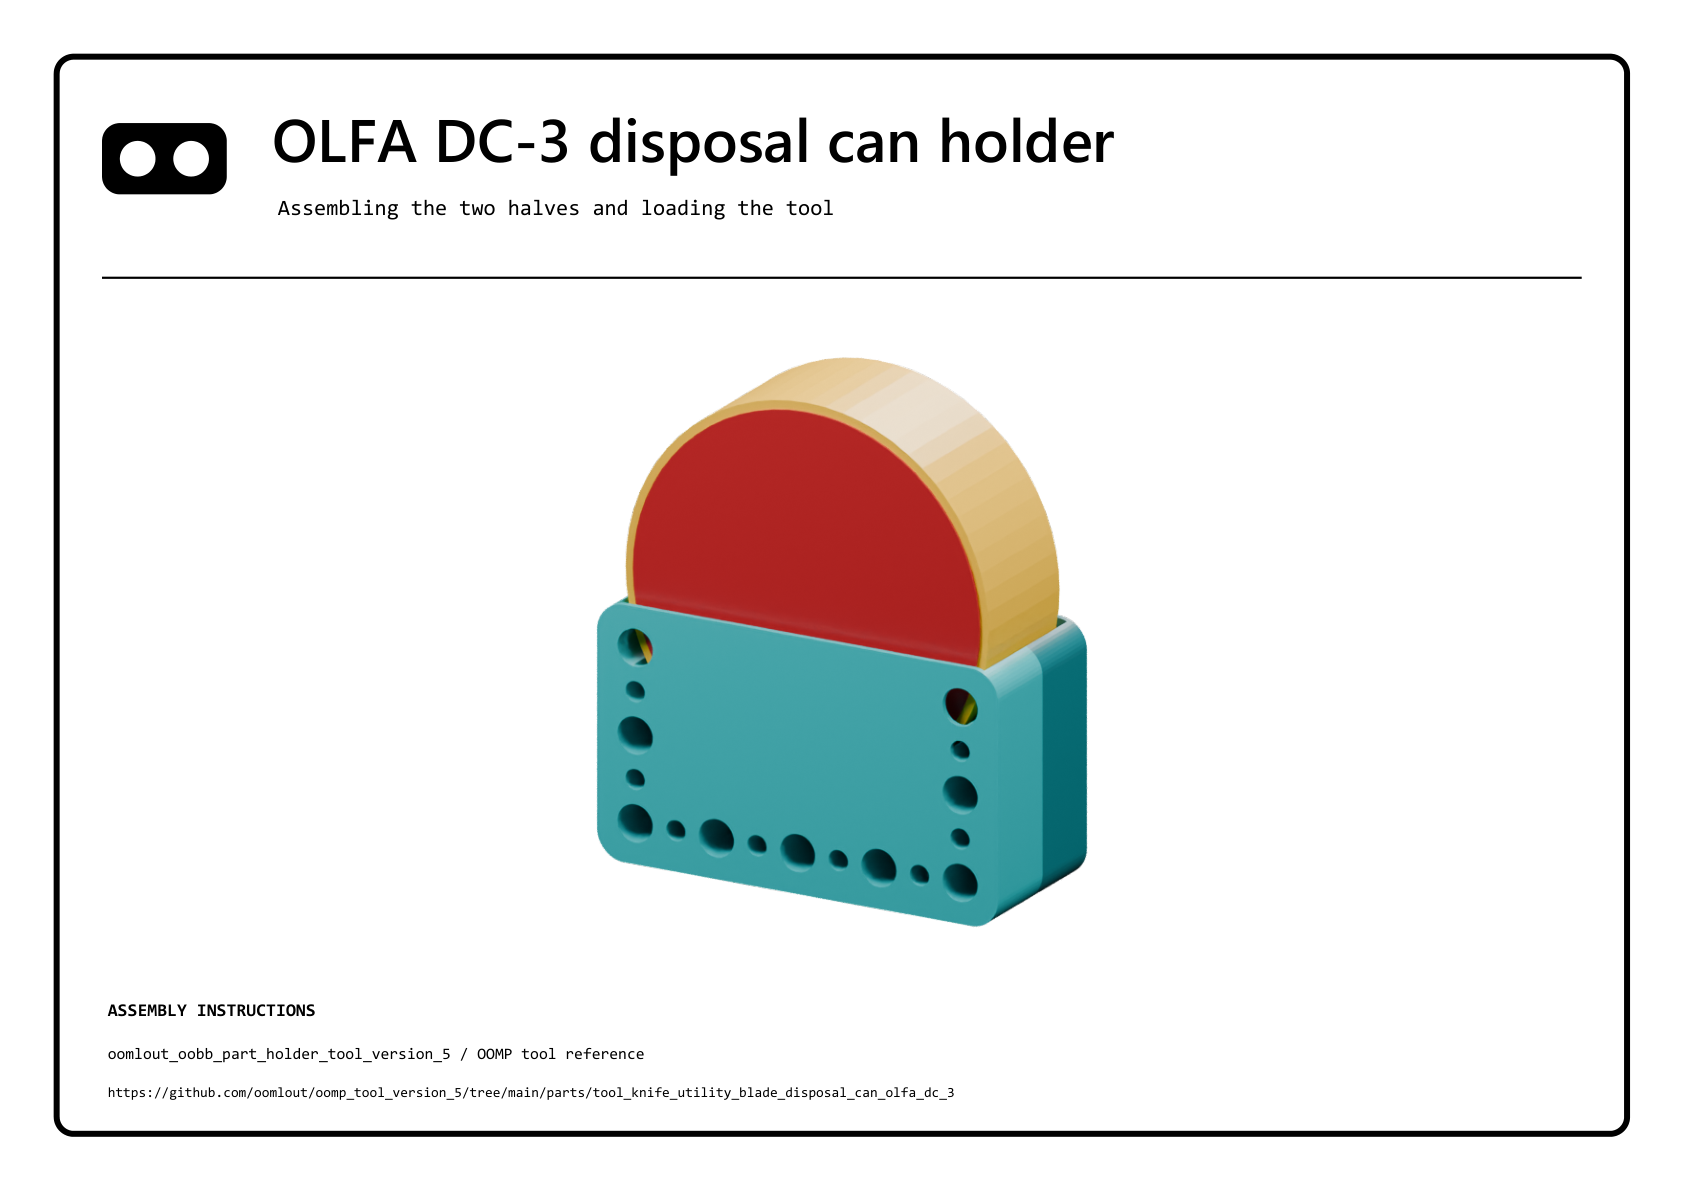 OLFA DC-3 disposal can holder
Assembling the two halves and loading the tool
ASSEMBLY INSTRUCTIONS
oomlout_oobb_part_holder_tool_version_5 / OOMP tool reference
https://github.com/oomlout/oomp_tool_version_5/tree/main/parts/tool_knife_utility_blade_disposal_can_olfa_dc_3